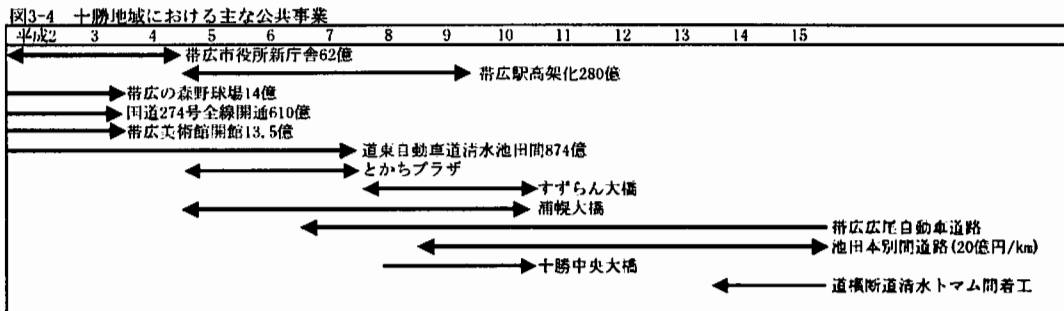 図3-4 十勝地域における主な公共事業
平成2 3 4 5 6 7 8 9 10 11 12 13 14 15
帯広市役所新庁舎62億
帯広駅高架化280億
帯広の森野球場14億
国道274号全線開通610億
帯広美術館開館13.5億
道東自動車道清水池田間874億
とかちプラザ
すずらん大橋
浦幌大橋
帯広広尾自動車道路
池田本別間道路(20億円/km)
十勝中央大橋
道横断道清水トマム間着工